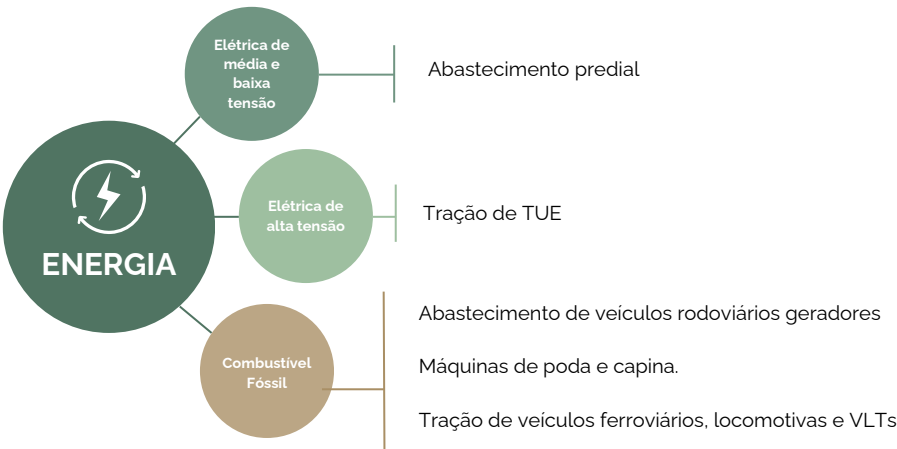 ENERGIA
Elétrica de
média e
baixa
tensão
Abastecimento predial
Elétrica de
alta tensão
Tração de TUE
Combustível
Fóssil
Abastecimento de veículos rodoviários geradores
Máquinas de poda e capina.
Tração de veículos ferroviários, locomotivas e VLTs